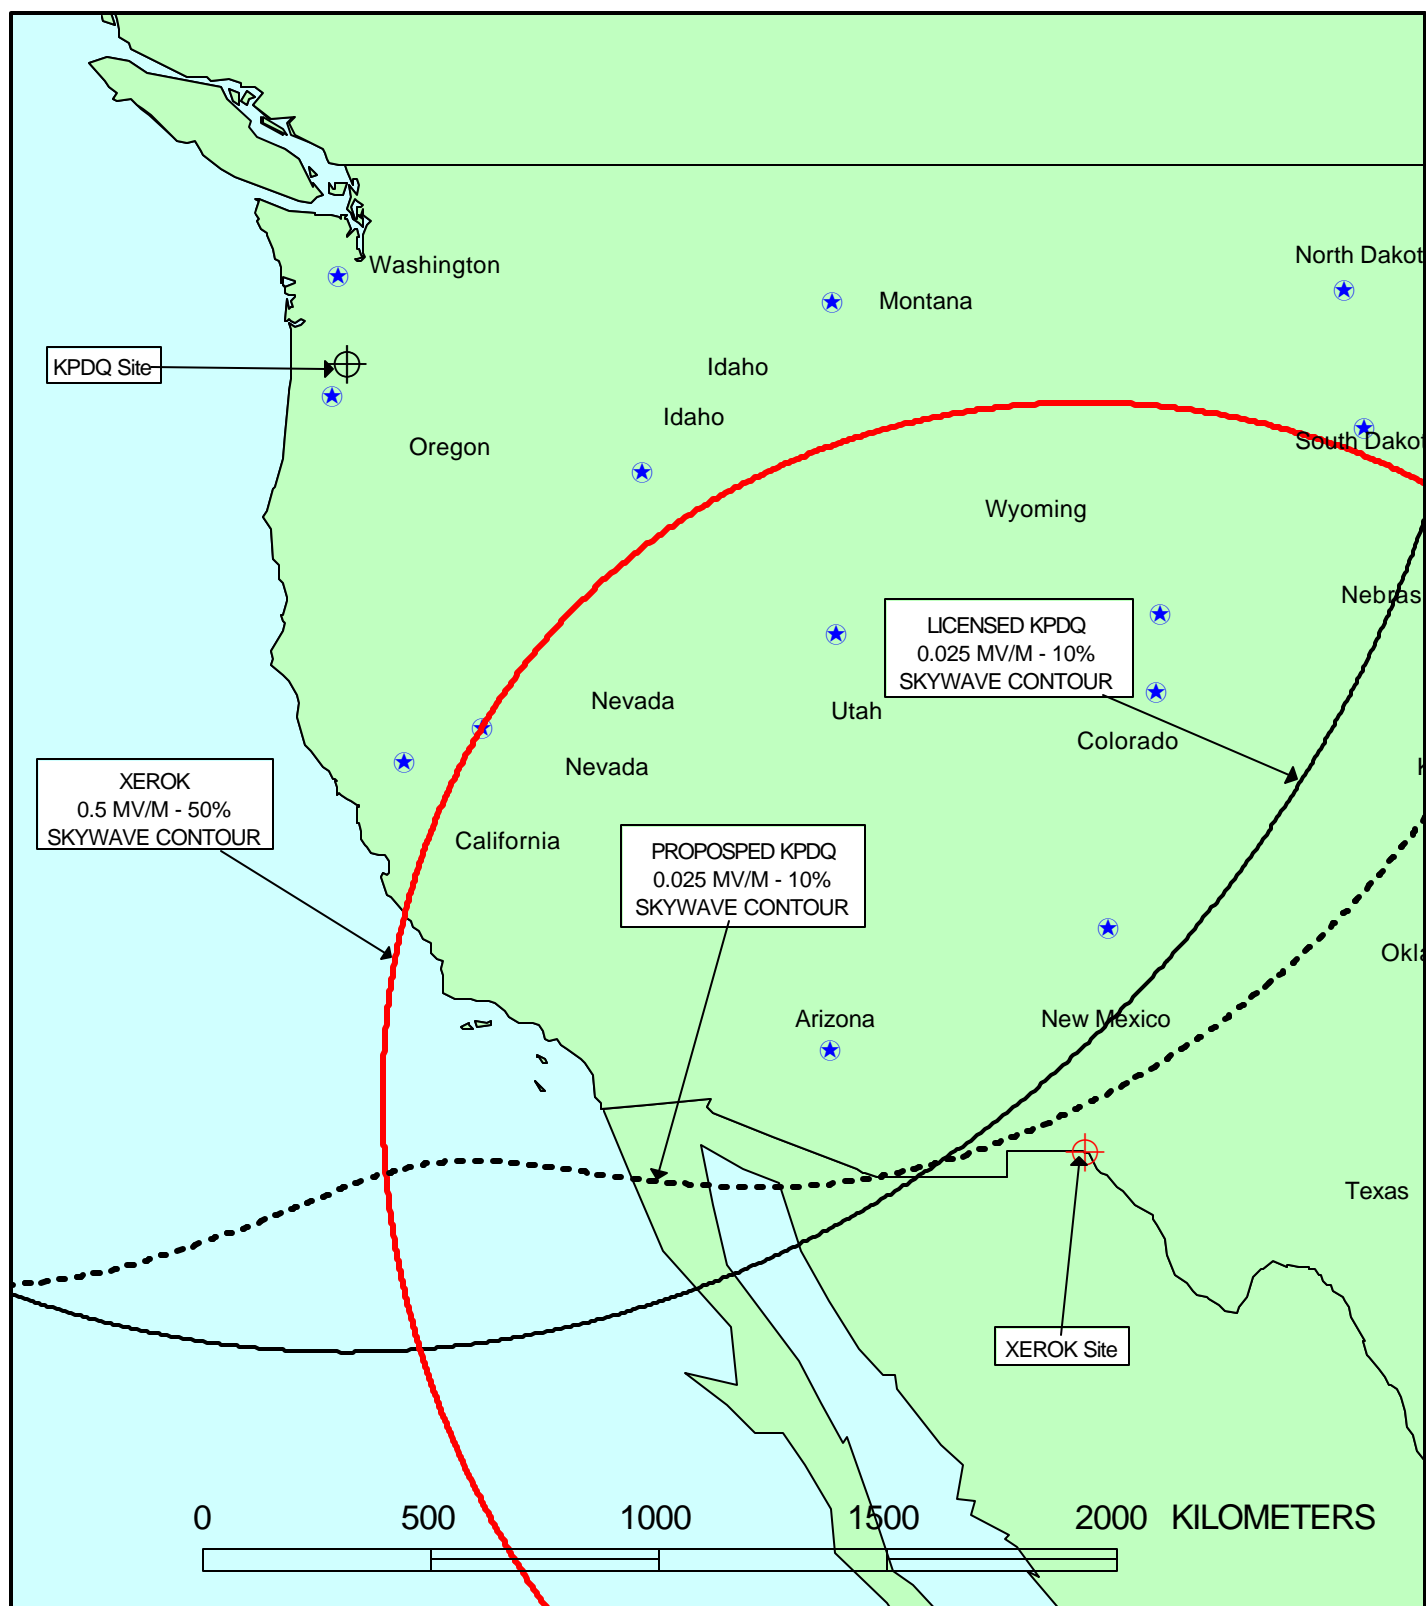 Washington
North Dakot
Montana
KPDQ Site
Idaho
Idaho
Oregon
South Dakot
Wyoming
Nebras
LICENSED KPDQ
0.025 MV/M - 10%
SKYWAVE CONTOUR
Nevada
Utah
Colorado
Nevada
K
XEROK
0.5 MV/M - 50%
SKYWAVE CONTOUR
California
PROPOSPED KPDQ
0.025 MV/M - 10%
SKYWAVE CONTOUR
Okla
Arizona
New Mexico
Texas
XEROK Site
0 500 1000 1500 2000 KILOMETERS